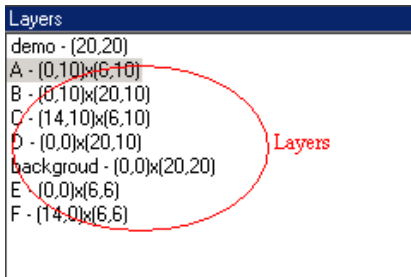 Layers
demo - (20,20)
A - (0,10)x(6,10)
B - (0,10)x(20,10)
C - (14,10)x(6,10)
D - (0,0)x(20,10)
Layers
backgroud - (0,0)x(20,20)
E - (0,0)x(6,6)
F - (14,0)x(6,6)